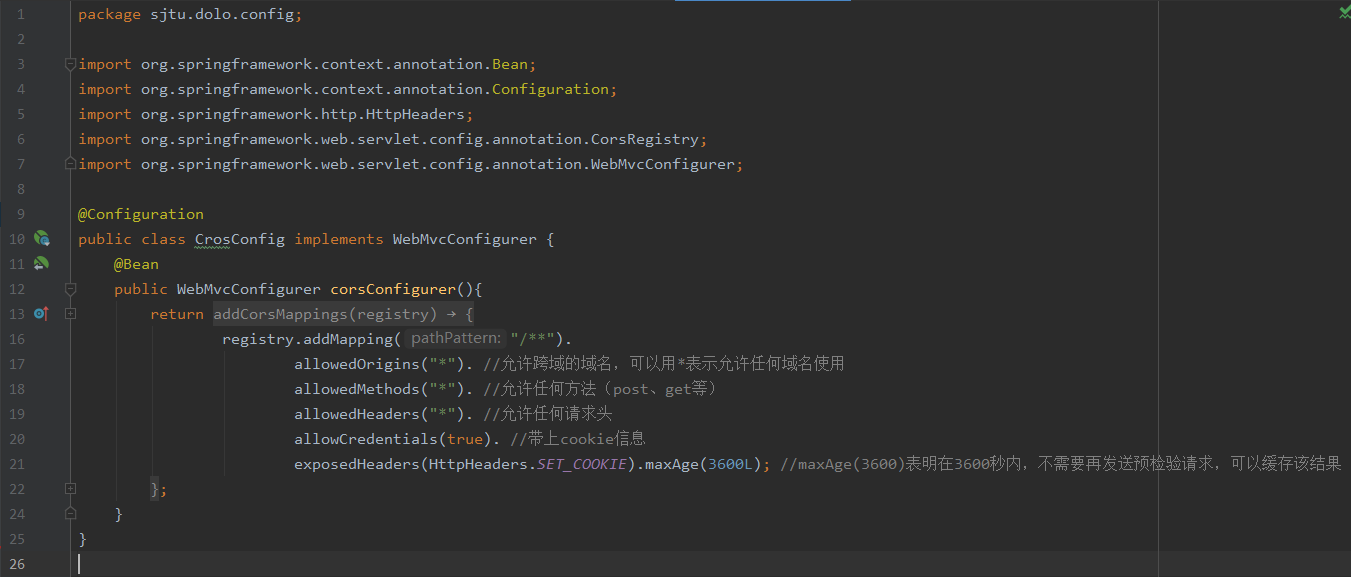 1 package sjtu.dolo.config;
2
3 import org.springframework.context.annotation.Bean;
4 import org.springframework.context.annotation.Configuration;
5 import org.springframework.http.HttpHeaders;
6 import org.springframework.web.servlet.config.annotation.CorsRegistry;
7 import org.springframework.web.servlet.config.annotation.WebMvcConfigurer;
8
9 @Configuration
10 public class CrosConfig implements WebMvcConfigurer {
11 @Bean
12 public WebMvcConfigurer corsConfigurer(){
13 return addCorsMappings(registry) → {
16 registry.addMapping( pathPattern: "/**").
17 allowedOrigins("*"). //允许跨域的域名，可以用*表示允许任何域名使用
18 allowedMethods("*"). //允许任何方法（post、get等）
19 allowedHeaders("*"). //允许任何请求头
20 allowCredentials(true). //带上cookie信息
21 exposedHeaders(HttpHeaders.SET_COOKIE).maxAge(3600L); //maxAge(3600)表明在3600秒内，不需要再发送预检验请求，可以缓存该结果
22 };
24 }
25 }
26